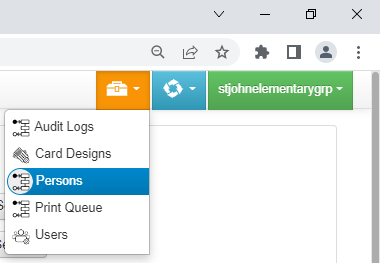 stjohnelementarygrp
Audit Logs
Card Designs
Persons
Print Queue
Users